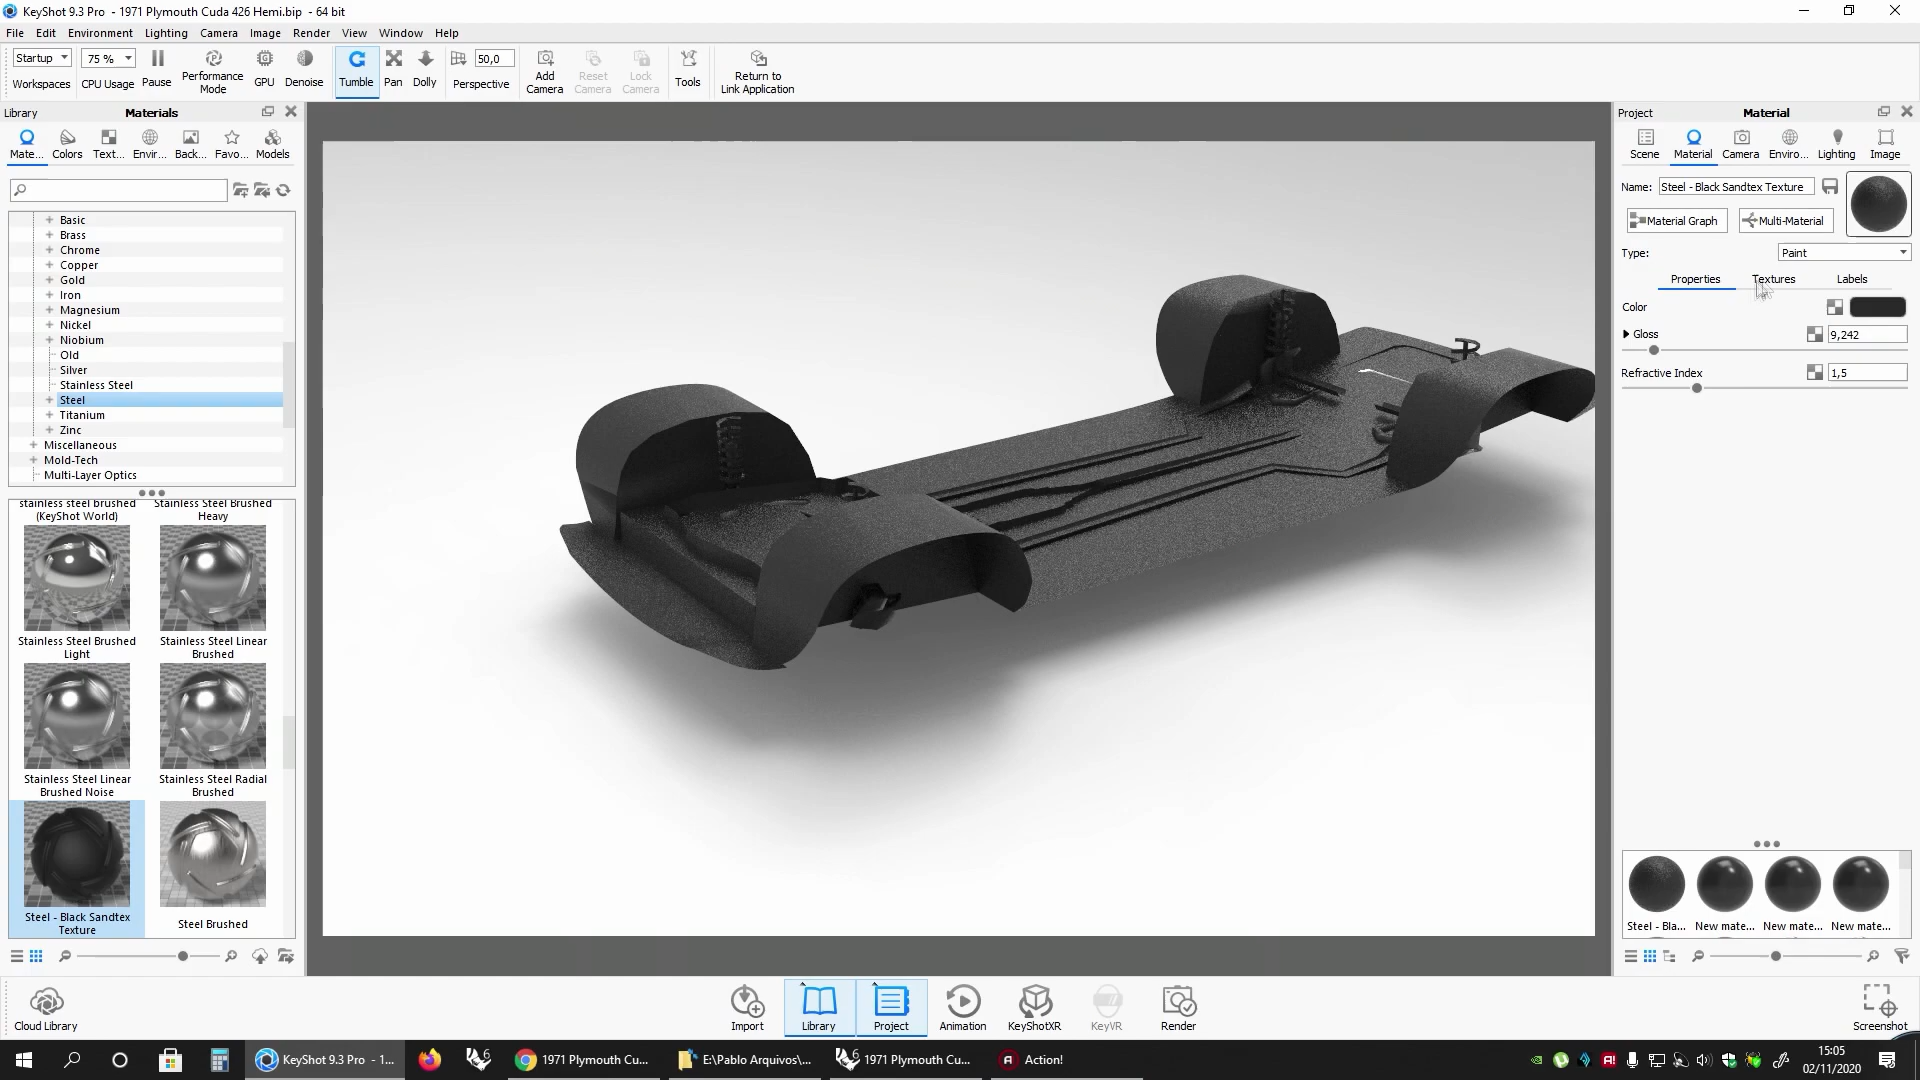 KeyShot 9.3 Pro - 1971 Plymouth Cuda 426 Hemi.bip - 64 bit
File Edit Environment Lighting Camera Image Render View Window Help
Startup 75 % 50,0
Workspaces CPU Usage Pause Performance Mode GPU Denoise Tumble Pan Dolly Perspective Add Camera Reset Camera Lock Camera Tools Return to Link Application
Library Materials
Mate... Colors Text... Envir... Back... Favo... Models
Basic
Brass
Chrome
Copper
Gold
Iron
Magnesium
Nickel
Niobium
Old
Silver
Stainless Steel
Steel
Titanium
Zinc
Miscellaneous
Mold-Tech
Multi-Layer Optics
stainless steel brushed (KeyShot World)
Stainless Steel Brushed Heavy
Stainless Steel Brushed Light
Stainless Steel Linear Brushed
Stainless Steel Linear Brushed Noise
Stainless Steel Radial Brushed
Steel - Black Sandtex Texture
Steel Brushed
Project Material
Scene Material Camera Enviro... Lighting Image
Name: Steel - Black Sandtex Texture
Material Graph Multi-Material
Type: Paint
Properties Textures Labels
Color
Gloss 9,242
Refractive Index 1,5
Steel - Bla... New mate... New mate... New mate...
Cloud Library Import Library Project Animation KeyShotXR KeyVR Render Screenshot
KeyShot 9.3 Pro - 1... 6 1971 Plymouth Cu... E:\Pablo Arquivos\... 6 1971 Plymouth Cu... Action!
15:05
02/11/2020